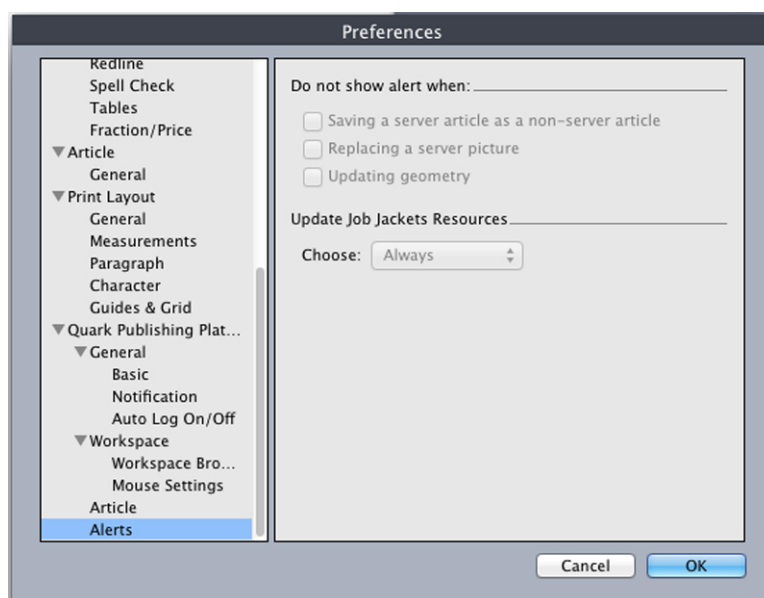 Preferences
Redline
Spell Check
Tables
Fraction/Price
Article
General
Print Layout
General
Measurements
Paragraph
Character
Guides & Grid
Quark Publishing Plat...
General
Basic
Notification
Auto Log On/Off
Workspace
Workspace Bro...
Mouse Settings
Article
Alerts
Do not show alert when:
Saving a server article as a non-server article
Replacing a server picture
Updating geometry
Update Job Jackets Resources
Choose: Always
Cancel OK